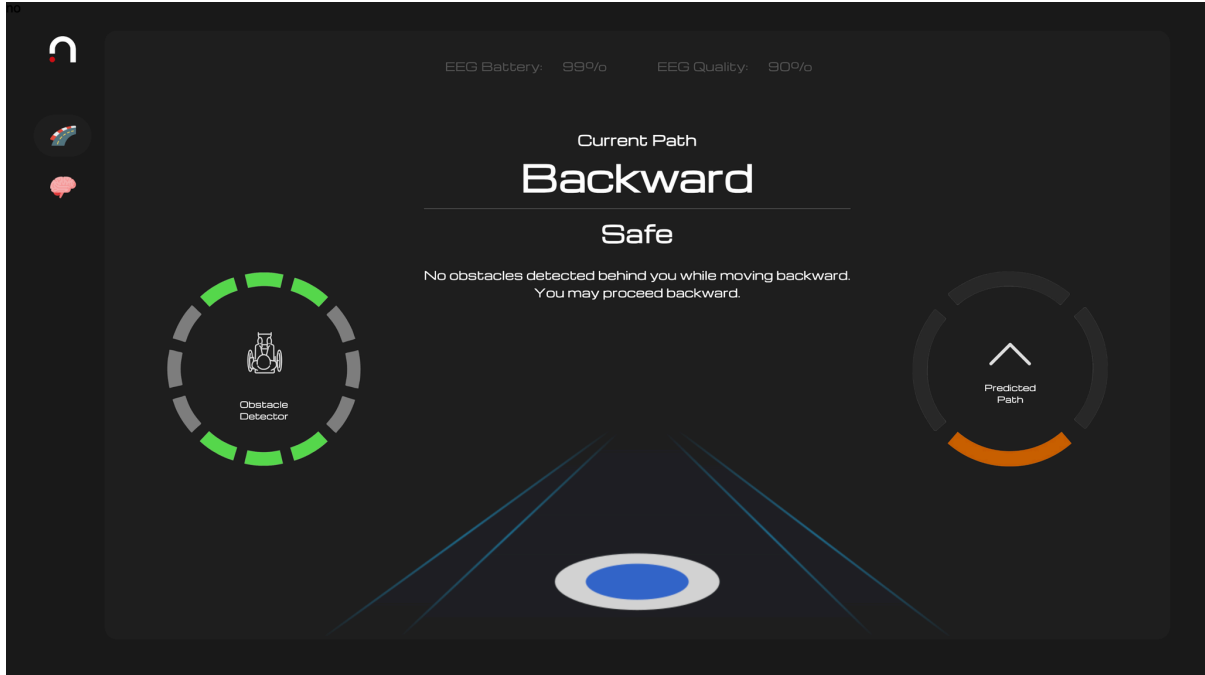 no
EEG Battery: 99% EEG Quality: 90%
Current Path
Backward
Safe
No obstacles detected behind you while moving backward.
You may proceed backward.
Obstacle
Detector
Predicted
Path